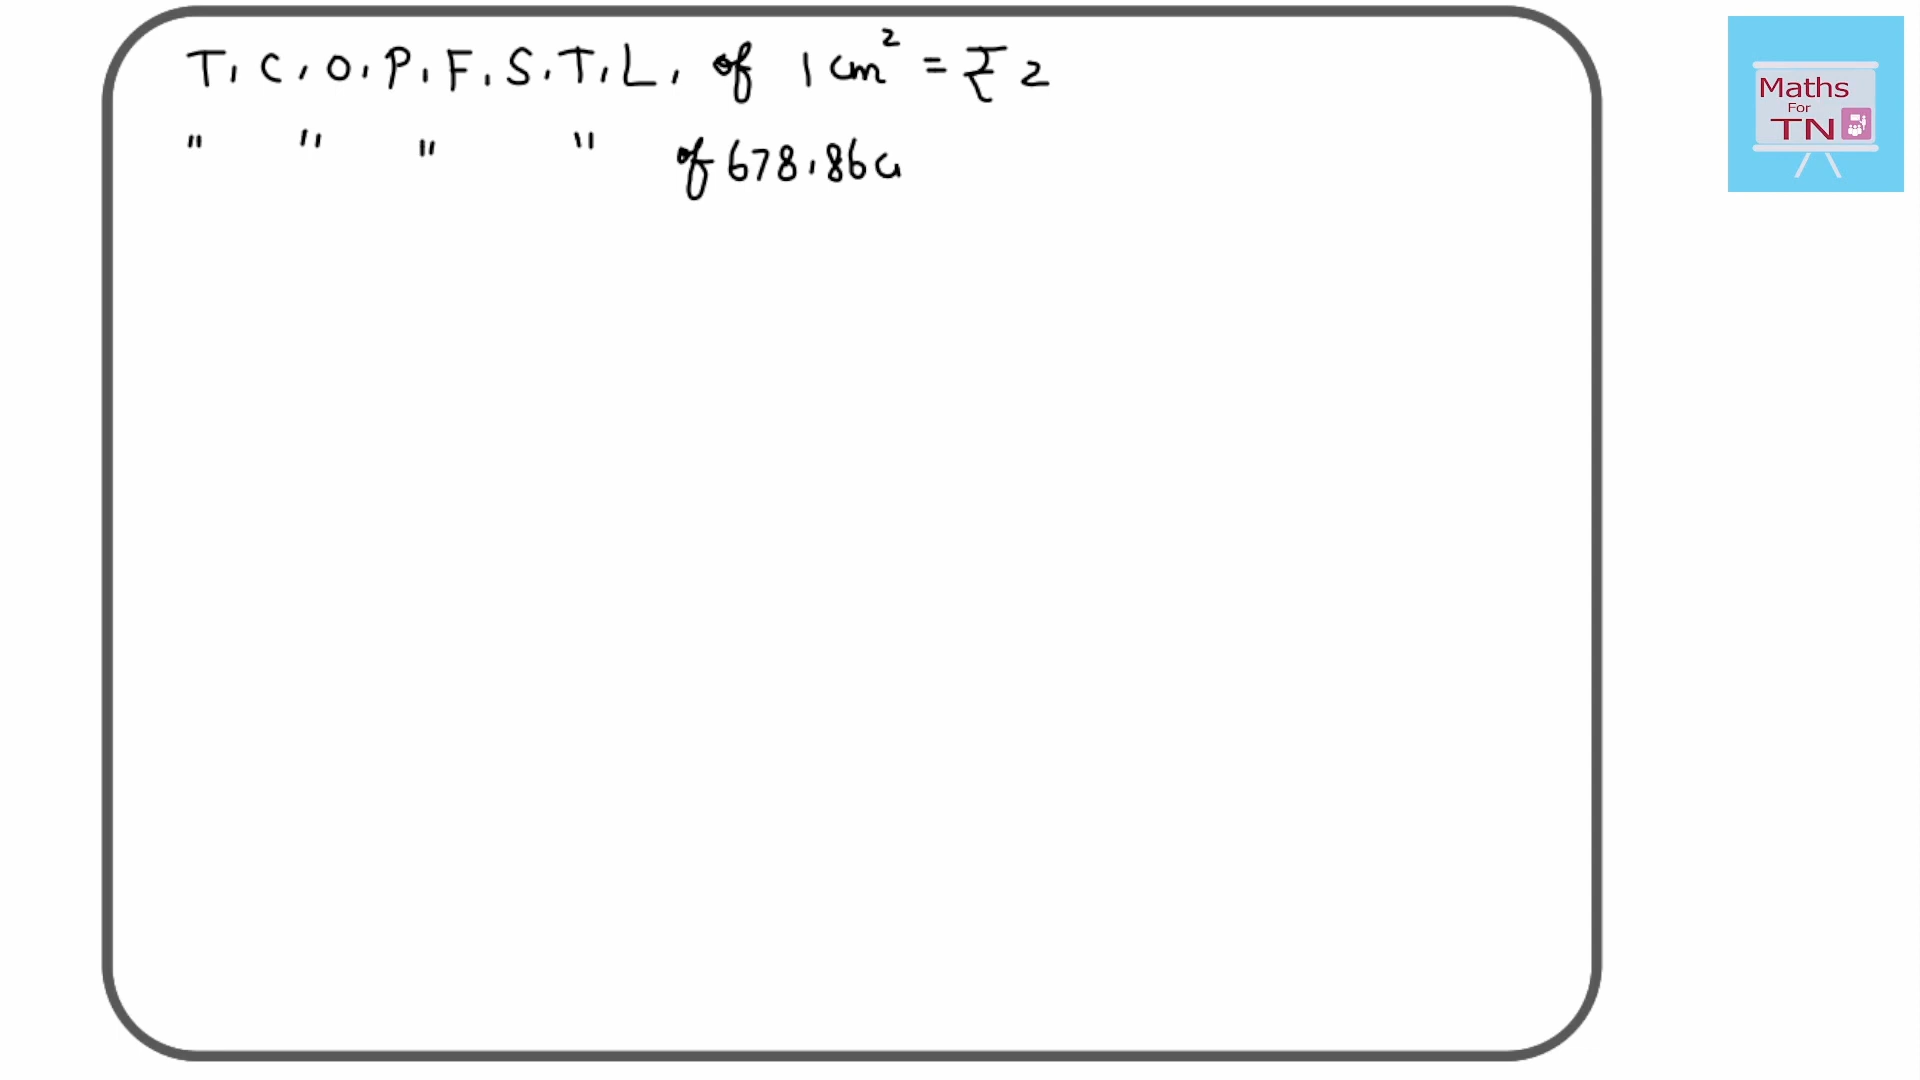 T. C. O. P. F. S. T. L. of 1 cm² = ₹ 2
" " " " of 678.86 c
Maths
For
TN